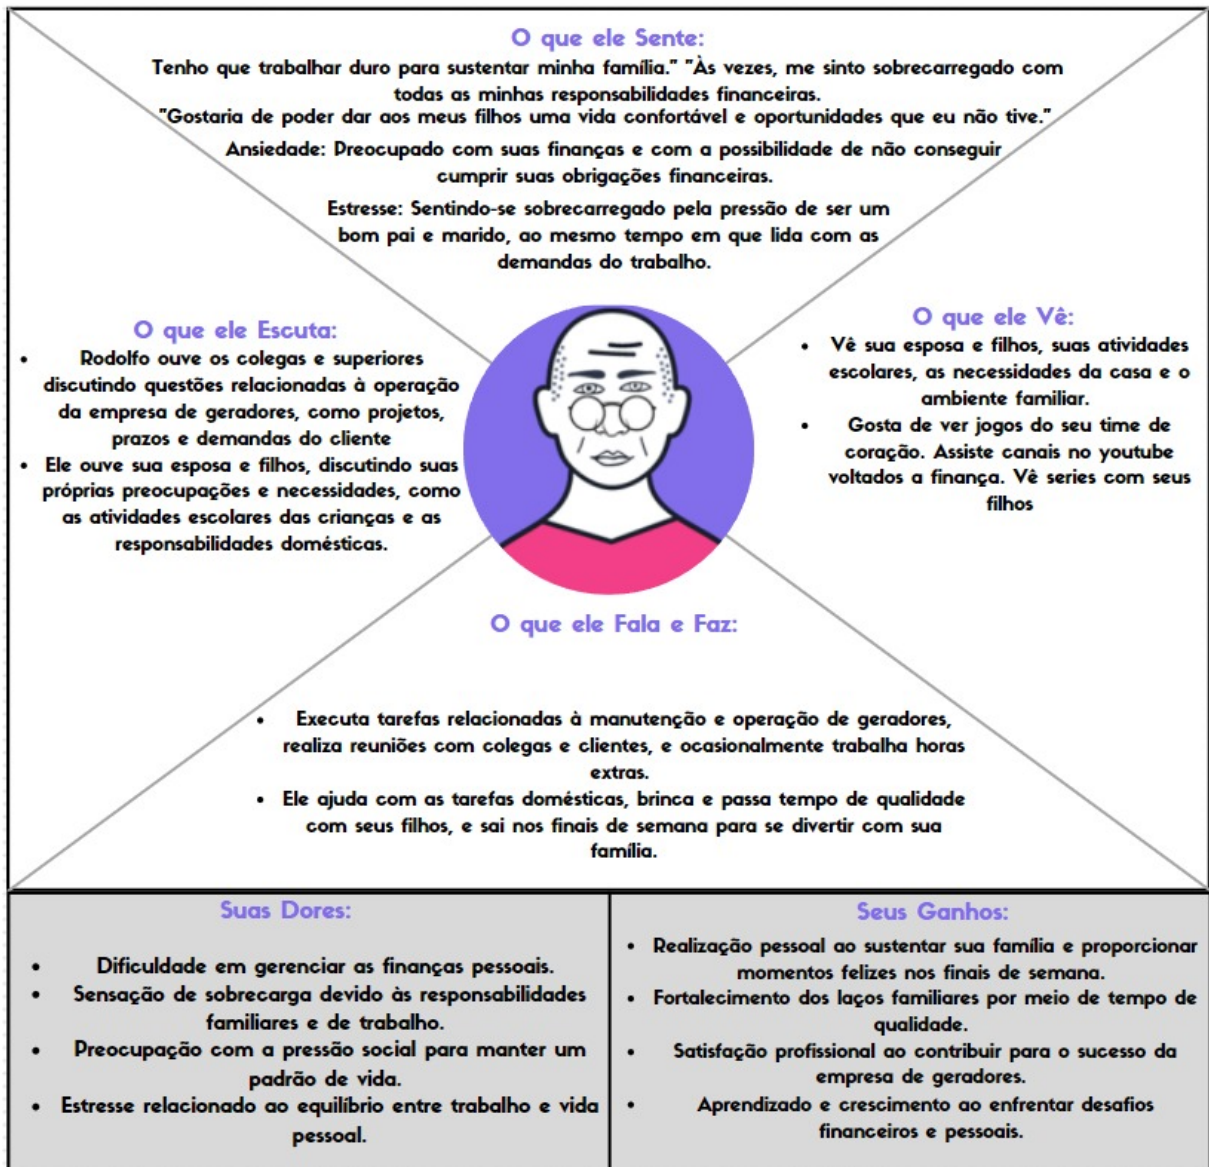 O que ele Sente:
Tenho que trabalhar duro para sustentar minha família." "Às vezes, me sinto sobrecarregado com
todas as minhas responsabilidades financeiras.
"Gostaria de poder dar aos meus filhos uma vida confortável e oportunidades que eu não tive."
Ansiedade: Preocupado com suas finanças e com a possibilidade de não conseguir
cumprir suas obrigações financeiras.
Estresse: Sentindo-se sobrecarregado pela pressão de ser um
bom pai e marido, ao mesmo tempo em que lida com as
demandas do trabalho.
O que ele Escuta:
• Rodolfo ouve os colegas e superiores
discutindo questões relacionadas à operação
da empresa de geradores, como projetos,
prazos e demandas do cliente
• Ele ouve sua esposa e filhos, discutindo suas
próprias preocupações e necessidades, como
as atividades escolares das crianças e as
responsabilidades domésticas.
O que ele Vê:
• Vê sua esposa e filhos, suas atividades
escolares, as necessidades da casa e o
ambiente familiar.
• Gosta de ver jogos do seu time de
coração. Assiste canais no youtube
voltados a finança. Vê series com seus
filhos
O que ele Fala e Faz:
• Executa tarefas relacionadas à manutenção e operação de geradores,
realiza reuniões com colegas e clientes, e ocasionalmente trabalha horas
extras.
• Ele ajuda com as tarefas domésticas, brinca e passa tempo de qualidade
com seus filhos, e sai nos finais de semana para se divertir com sua
família.
Suas Dores:
• Dificuldade em gerenciar as finanças pessoais.
• Sensação de sobrecarga devido às responsabilidades
familiares e de trabalho.
• Preocupação com a pressão social para manter um
padrão de vida.
• Estresse relacionado ao equilíbrio entre trabalho e vida
pessoal.
Seus Ganhos:
• Realização pessoal ao sustentar sua família e proporcionar
momentos felizes nos finais de semana.
• Fortalecimento dos laços familiares por meio de tempo de
qualidade.
• Satisfação profissional ao contribuir para o sucesso da
empresa de geradores.
• Aprendizado e crescimento ao enfrentar desafios
financeiros e pessoais.